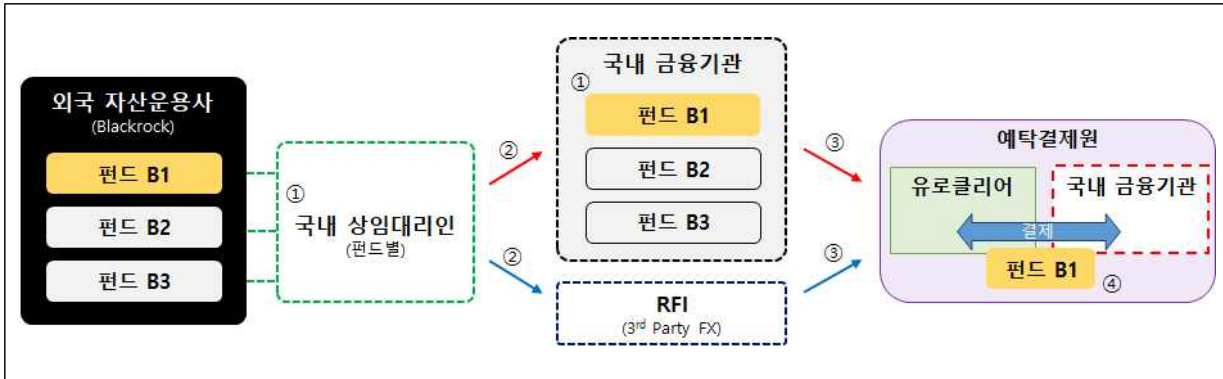 외국 자산운용사
(Blackrock)
펀드 B1
펀드 B2
펀드 B3
①
국내 상임대리인
(펀드별)
②
②
국내 금융기관
①
펀드 B1
펀드 B2
펀드 B3
RFI
(3rd Party FX)
③
③
예탁결제원
유로클리어
국내 금융기관
결제
펀드 B1
④